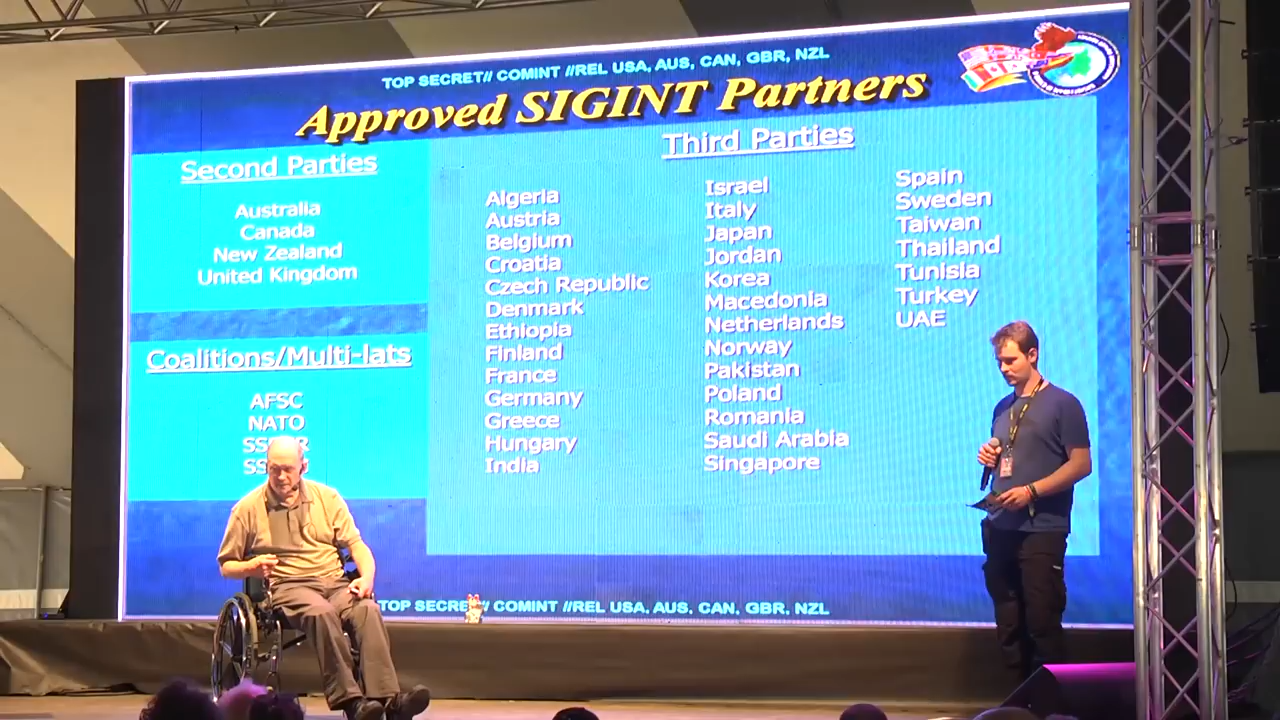 TOP SECRET// COMINT //REL USA, AUS, CAN, GBR, NZL
Approved SIGINT Partners
Second Parties
Australia
Canada
New Zealand
United Kingdom
Coalitions/Multi-lats
AFSC
NATO
Third Parties
Algeria
Austria
Belgium
Croatia
Czech Republic
Denmark
Ethiopia
Finland
France
Germany
Greece
Hungary
India
Israel
Italy
Japan
Jordan
Korea
Macedonia
Netherlands
Norway
Pakistan
Poland
Romania
Saudi Arabia
Singapore
Spain
Sweden
Taiwan
Thailand
Tunisia
Turkey
UAE
TOP SECRET// COMINT //REL USA, AUS, CAN, GBR, NZL